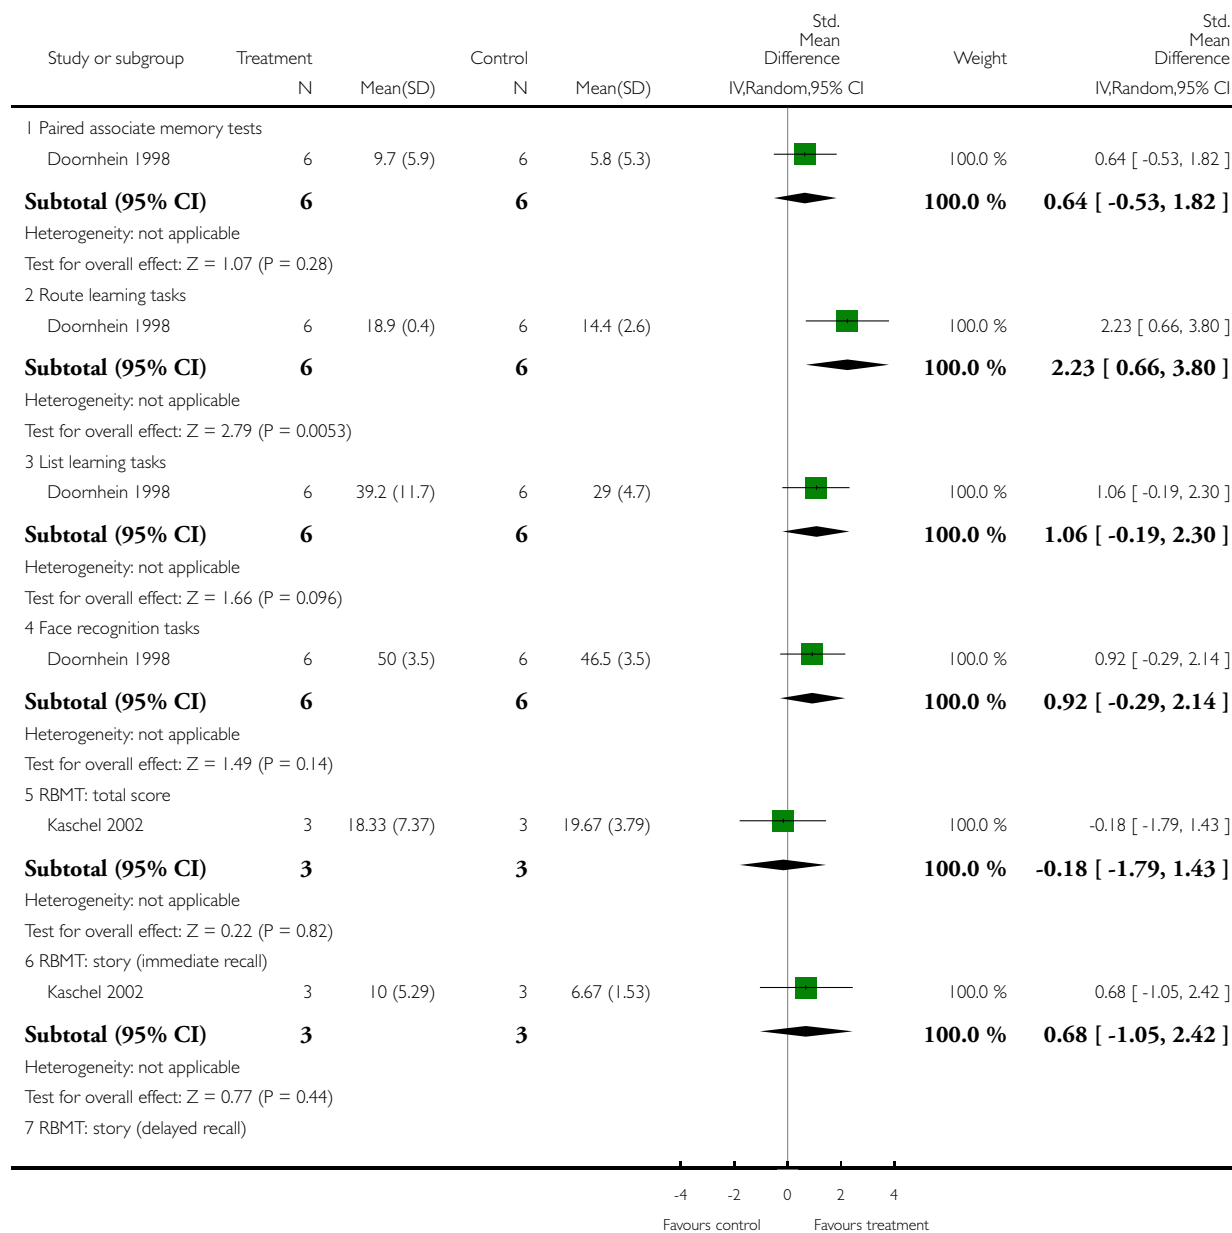 Std. Std.
Mean Mean
Study or subgroup Treatment Control Difference Weight Difference
N Mean(SD) N Mean(SD) IV,Random,95% CI IV,Random,95% CI
1 Paired associate memory tests
Doornhein 1998 6 9.7 (5.9) 6 5.8 (5.3) 100.0 % 0.64 [ -0.53, 1.82 ]
Subtotal (95% CI) 6 6 100.0 % 0.64 [ -0.53, 1.82 ]
Heterogeneity: not applicable
Test for overall effect: Z = 1.07 (P = 0.28)
2 Route learning tasks
Doornhein 1998 6 18.9 (0.4) 6 14.4 (2.6) 100.0 % 2.23 [ 0.66, 3.80 ]
Subtotal (95% CI) 6 6 100.0 % 2.23 [ 0.66, 3.80 ]
Heterogeneity: not applicable
Test for overall effect: Z = 2.79 (P = 0.0053)
3 List learning tasks
Doornhein 1998 6 39.2 (11.7) 6 29 (4.7) 100.0 % 1.06 [ -0.19, 2.30 ]
Subtotal (95% CI) 6 6 100.0 % 1.06 [ -0.19, 2.30 ]
Heterogeneity: not applicable
Test for overall effect: Z = 1.66 (P = 0.096)
4 Face recognition tasks
Doornhein 1998 6 50 (3.5) 6 46.5 (3.5) 100.0 % 0.92 [ -0.29, 2.14 ]
Subtotal (95% CI) 6 6 100.0 % 0.92 [ -0.29, 2.14 ]
Heterogeneity: not applicable
Test for overall effect: Z = 1.49 (P = 0.14)
5 RBMT: total score
Kaschel 2002 3 18.33 (7.37) 3 19.67 (3.79) 100.0 % -0.18 [ -1.79, 1.43 ]
Subtotal (95% CI) 3 3 100.0 % -0.18 [ -1.79, 1.43 ]
Heterogeneity: not applicable
Test for overall effect: Z = 0.22 (P = 0.82)
6 RBMT: story (immediate recall)
Kaschel 2002 3 10 (5.29) 3 6.67 (1.53) 100.0 % 0.68 [ -1.05, 2.42 ]
Subtotal (95% CI) 3 3 100.0 % 0.68 [ -1.05, 2.42 ]
Heterogeneity: not applicable
Test for overall effect: Z = 0.77 (P = 0.44)
7 RBMT: story (delayed recall)
-4 -2 0 2 4
Favours control Favours treatment